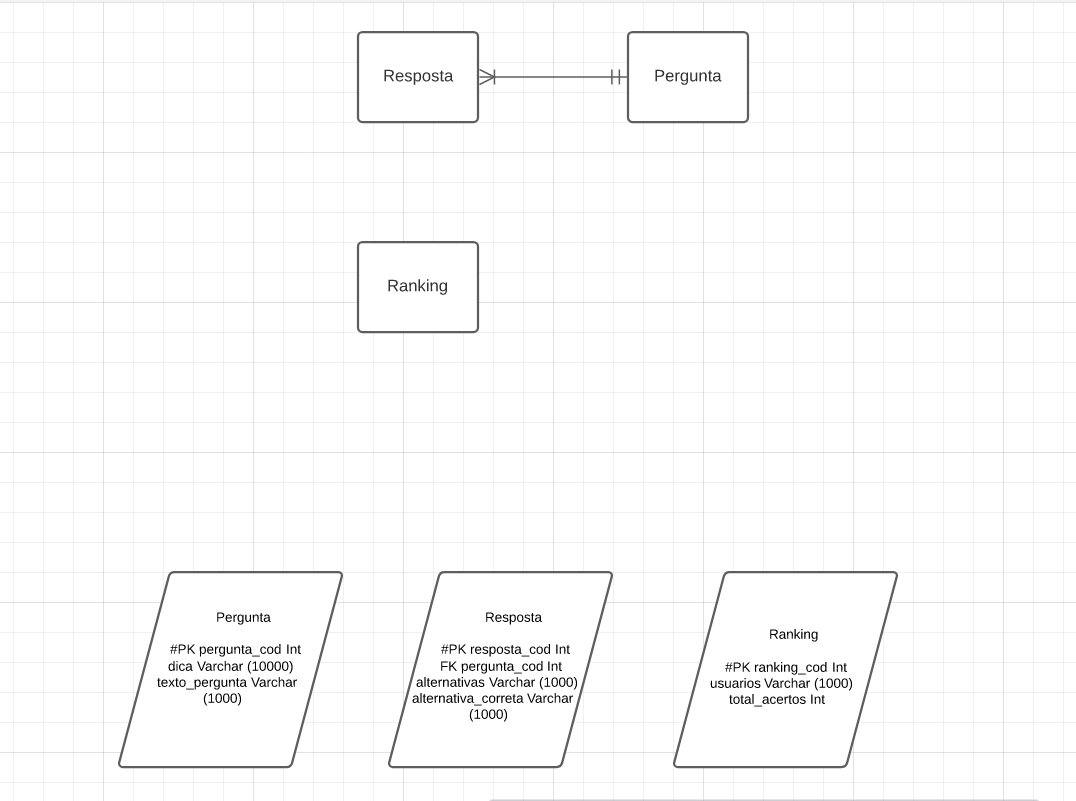 Resposta
Pergunta
Ranking
Pergunta
#PK pergunta_cod Int
dica Varchar (10000)
texto_pergunta Varchar
(1000)
Resposta
#PK resposta_cod Int
FK pergunta_cod Int
alternativas Varchar (1000)
alternativa_correta Varchar
(1000)
Ranking
#PK ranking_cod Int
usuarios Varchar (1000)
total_acertos Int